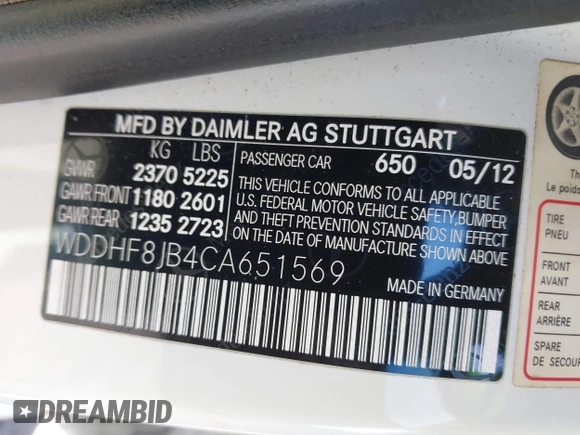 MFD BY DAIMLER AG STUTTGART
KG LBS
GVWR 2370 5225
GAWR FRONT 1180 2601
GAWR REAR 1235 2723
PASSENGER CAR 650 05/12
THIS VEHICLE CONFORMS TO ALL APPLICABLE
U.S. FEDERAL MOTOR VEHICLE SAFETY, BUMPER
AND THEFT PREVENTION STANDARDS IN EFFECT
ON THE DATE OF MANUFACTURE SHOWN ABOVE
WDDHF8JB4CA651569
Th
Le poids
TIRE
PNEU
FRONT
AVANT
REAR
ARRIÈRE
SPARE
DE SECOUR
DREAMBID